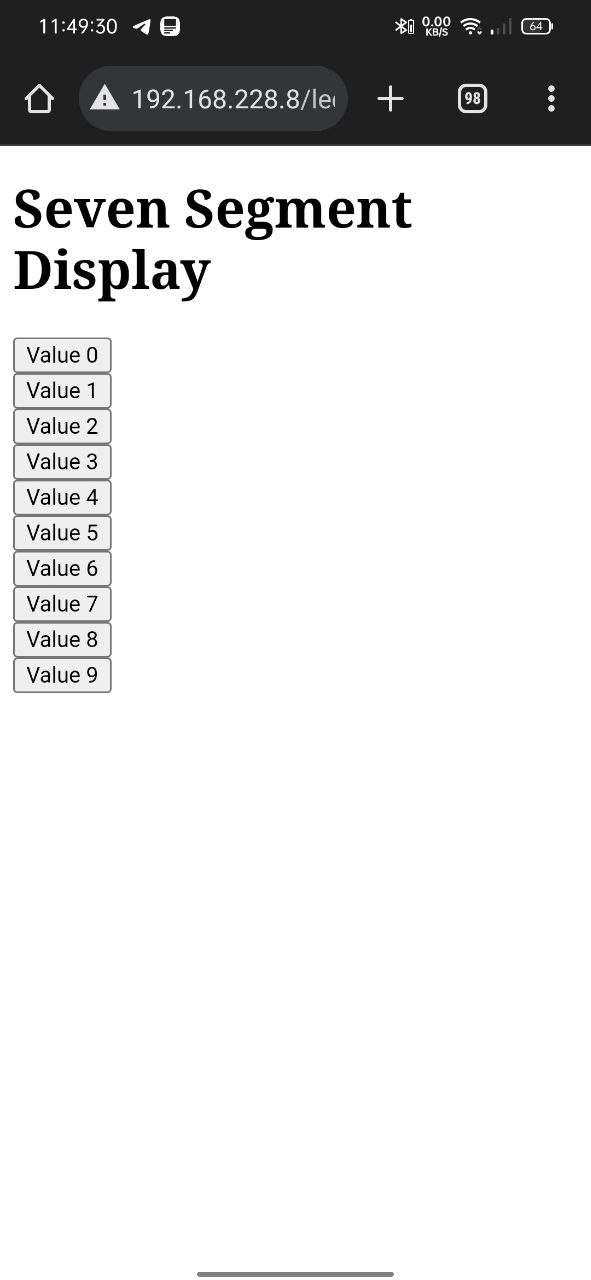 11:49:30
0.00
KB/S
64
192.168.228.8/le
98
Seven Segment
Display
Value 0
Value 1
Value 2
Value 3
Value 4
Value 5
Value 6
Value 7
Value 8
Value 9